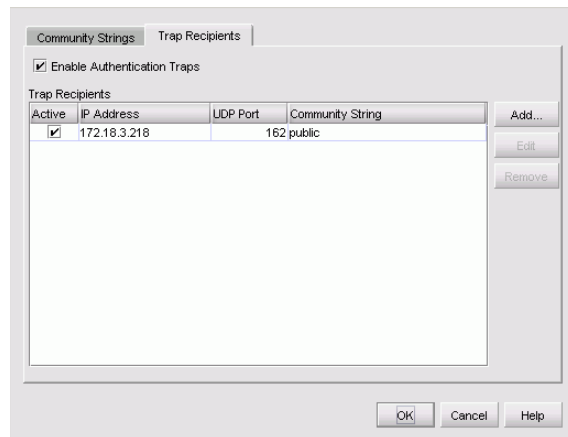 Community Strings Trap Recipients
Enable Authentication Traps
Trap Recipients
Active IP Address UDP Port Community String
172.18.3.218 162 public
Add...
Edit
Remove
OK Cancel Help